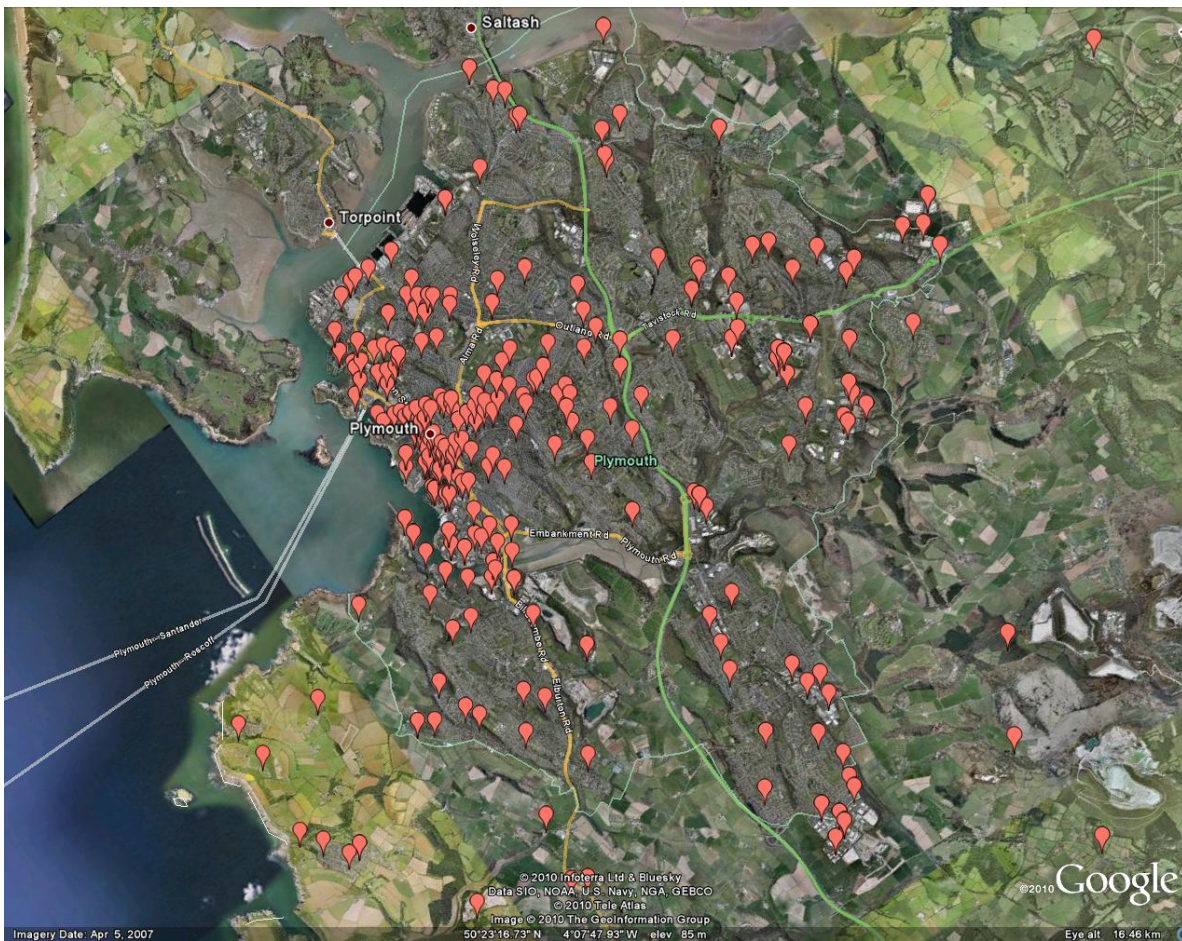 Saltash
Torpoint
Wolseley Rd
Outland Rd
Tavistock Rd
Alma Rd
Plymouth
Plymouth
Embankment Rd
Plymouth Rd
Plymouth - Santander
Plymouth - Roscoff
Elburton Rd
© 2010 Infoterra Ltd & Bluesky
Data SIO, NOAA, U.S. Navy, NGA, GEBCO
© 2010 Tele Atlas
Image © 2010 The GeoInformation Group
©2010 Google
Imagery Date: Apr 5, 2007
50°23'16.73" N 4°07'47.93" W elev 85 m
Eye alt 16.46 km